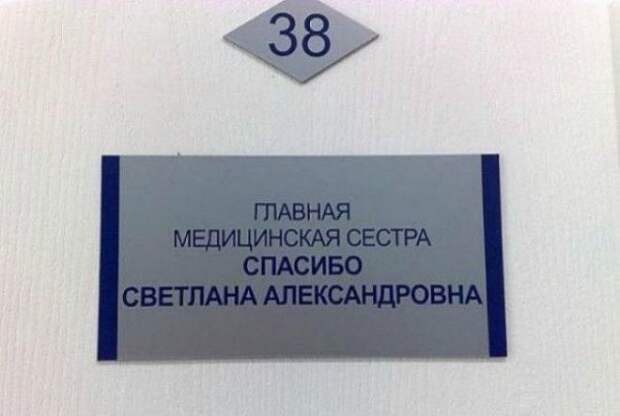 38
ГЛАВНАЯ
МЕДИЦИНСКАЯ СЕСТРА
СПАСИБО
СВЕТЛАНА АЛЕКСАНДРОВНА